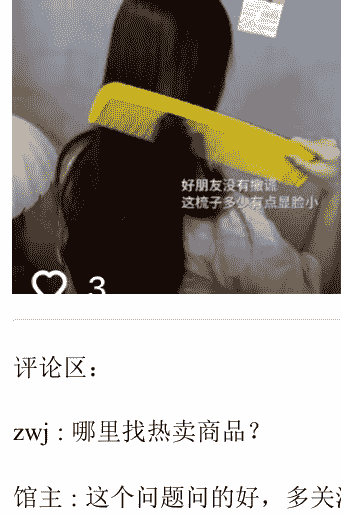 好朋友没有撒谎
这梳子多少有点显脸小
3
评论区：
zwj : 哪里找热卖商品？
馆主 : 这个问题问的好，多关